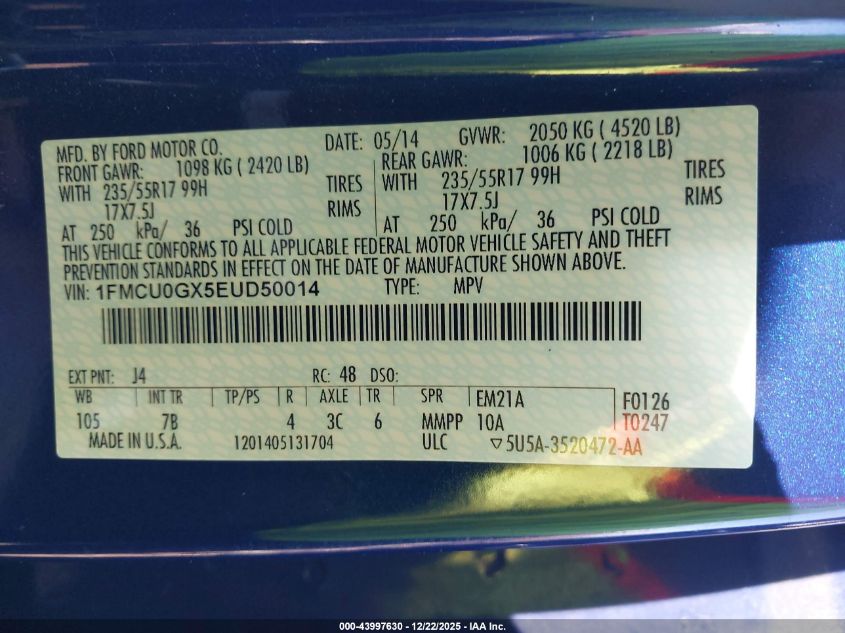 MFD. BY FORD MOTOR CO. DATE: 05/14 GVWR: 2050 KG ( 4520 LB)
FRONT GAWR: 1098 KG ( 2420 LB) REAR GAWR: 1006 KG ( 2218 LB)
WITH 235/55R17 99H TIRES WITH 235/55R17 99H TIRES
17X7.5J RIMS 17X7.5J RIMS
AT 250 kPa/ 36 PSI COLD AT 250 kPa/ 36 PSI COLD
THIS VEHICLE CONFORMS TO ALL APPLICABLE FEDERAL MOTOR VEHICLE SAFETY AND THEFT
PREVENTION STANDARDS IN EFFECT ON THE DATE OF MANUFACTURE SHOWN ABOVE.
VIN: 1FMCU0GX5EUD50014 TYPE: MPV
EXT PNT: J4 RC: 48 DSO:
WB INT TR TP/PS R AXLE TR SPR EM21A F0126
105 7B 4 3C 6 MMPP 10A T0247
MADE IN U.S.A. 1201405131704 ULC ▽5U5A-3520472-AA
000-43997630 - 12/22/2025 - IAA Inc.